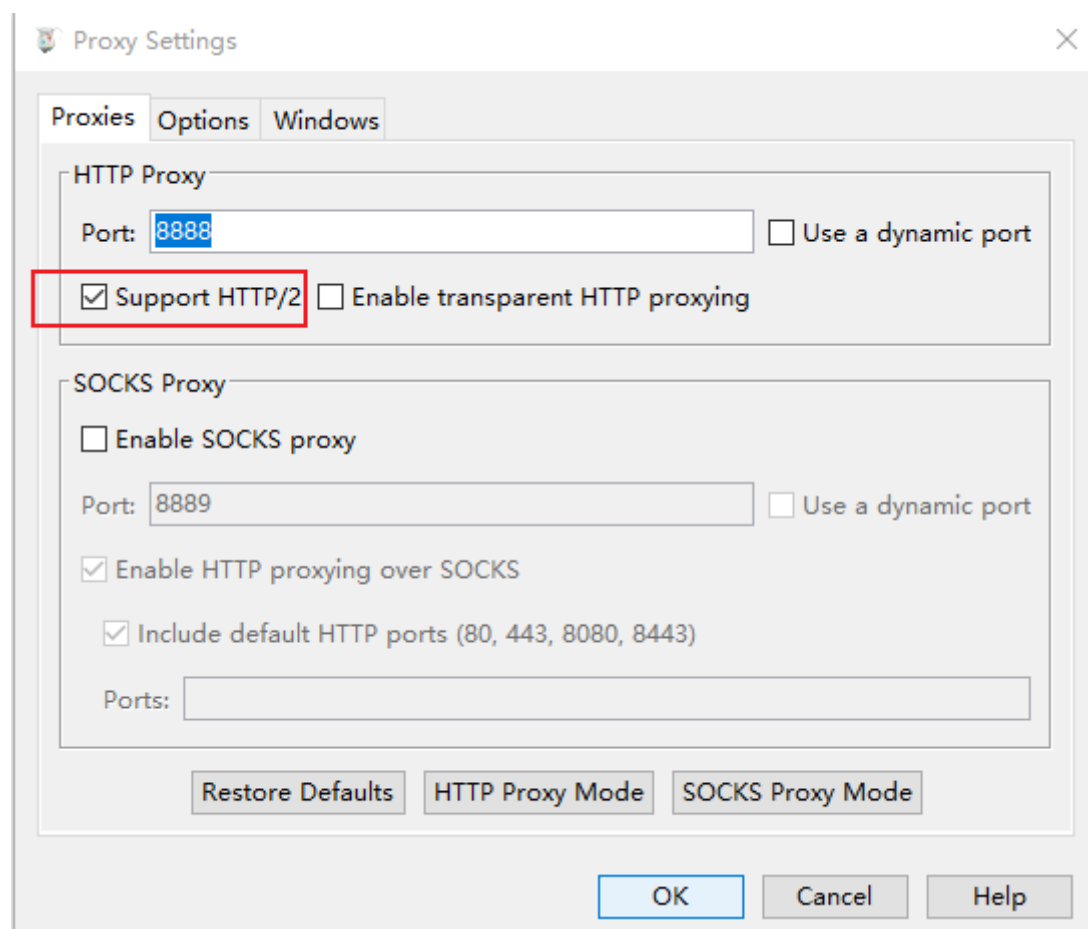 Proxy Settings
Proxies Options Windows
HTTP Proxy
Port: 8888 Use a dynamic port
Support HTTP/2 Enable transparent HTTP proxying
SOCKS Proxy
Enable SOCKS proxy
Port: 8889 Use a dynamic port
Enable HTTP proxying over SOCKS
Include default HTTP ports (80, 443, 8080, 8443)
Ports:
Restore Defaults HTTP Proxy Mode SOCKS Proxy Mode
OK Cancel Help